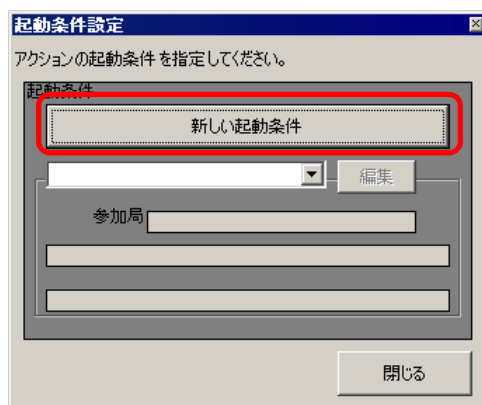 起動条件設定
アクションの起動条件を指定してください。
起動条件
新しい起動条件
編集
参加局
閉じる